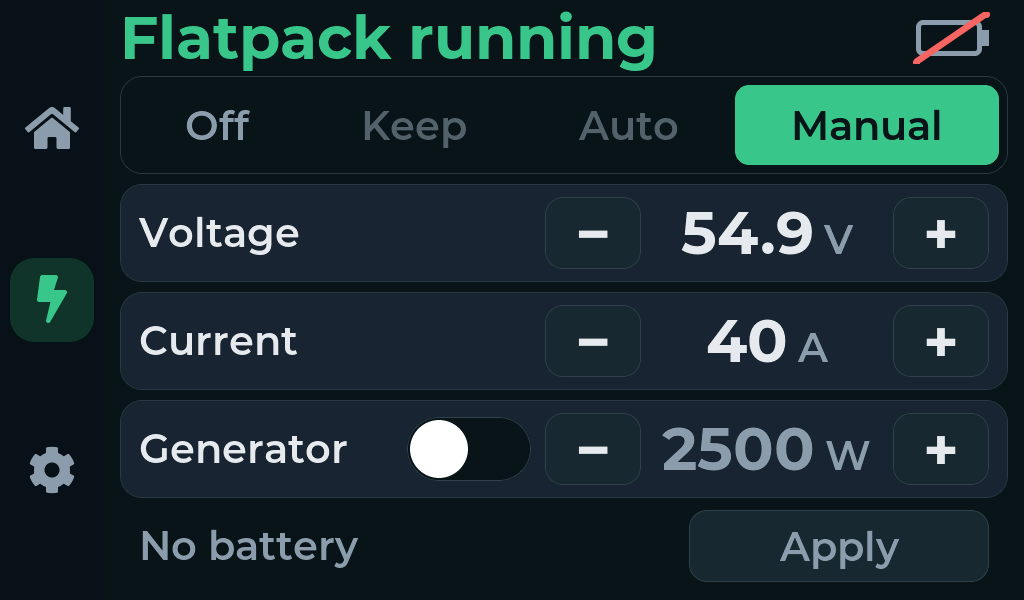 Flatpack running
Off Keep Auto Manual
Voltage − 54.9 V +
Current − 40 A +
Generator − 2500 W +
No battery Apply